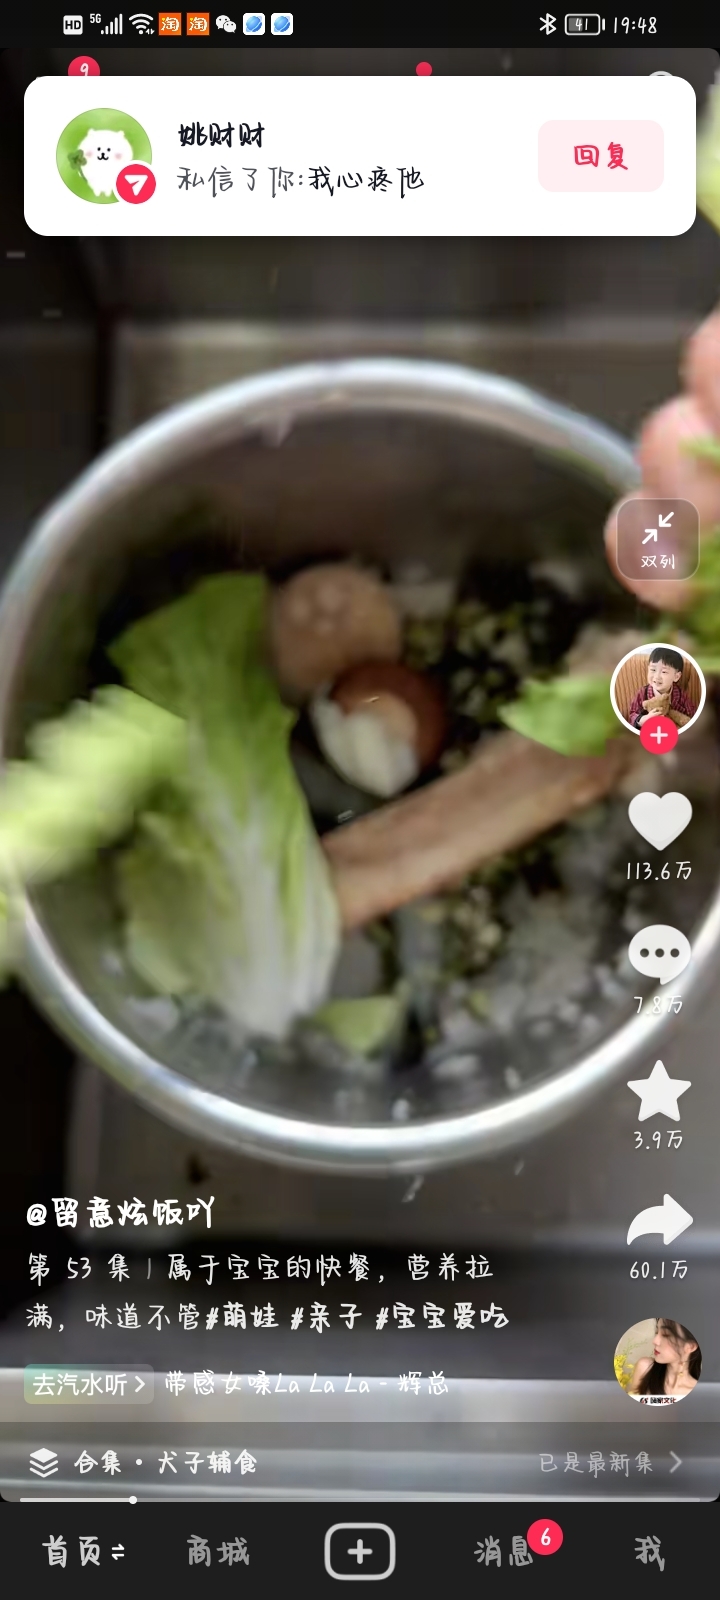 HD 5G 淘 淘 41 19:48
9
姚财财
私信了你:我心疼他
回复
双列
113.6万
7.8万
3.9万
60.1万
@留意炫饭吖
第 53 集 | 属于宝宝的快餐，营养拉
满，味道不管#萌娃 #亲子 #宝宝爱吃
去汽水听 > 带感女嗓La La La - 辉总
合集 · 犬子辅食 已是最新集 >
首页 商城 消息 6 我